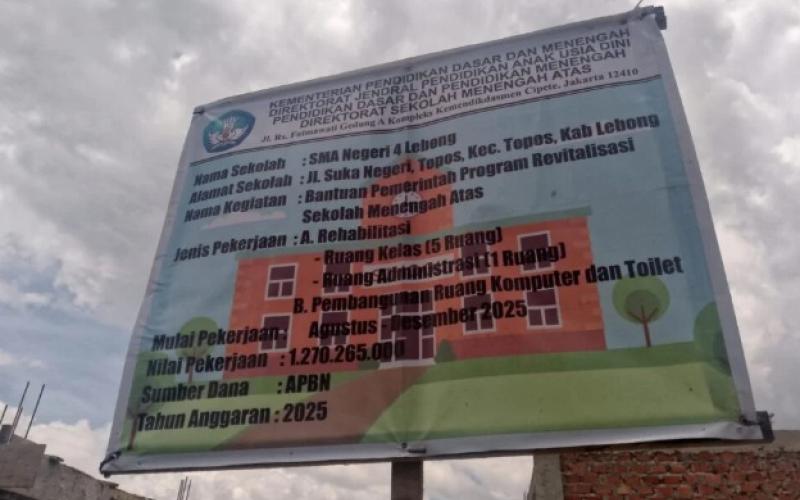 KEMENTERIAN PENDIDIKAN DASAR DAN MENENGAH
DIREKTORAT JENDRAL PENDIDIKAN ANAK USIA DINI
PENDIDIKAN DASAR DAN PENDIDIKAN MENENGAH
DIREKTORAT SEKOLAH MENENGAH ATAS
Jl. Rs. Fatmawati Gedung A Kompleks Kemendikdasmen Cipete, Jakarta 12410
Nama Sekolah : SMA Negeri 4 Lebong
Alamat Sekolah : Jl. Suka Negeri, Topos, Kec. Topos, Kab Lebong
Nama Kegiatan : Bantuan Pemerintah Program Revitalisasi
Sekolah Menengah Atas
Jenis Pekerjaan : A. Rehabilitasi
- Ruang Kelas (5 Ruang)
- Ruang Administrasi (1 Ruang)
B. Pembangunan Ruang Komputer dan Toilet
Mulai Pekerjaan : Agustus - Desember 2025
Nilai Pekerjaan : 1.270.265.000
Sumber Dana : APBN
Tahun Anggaran : 2025